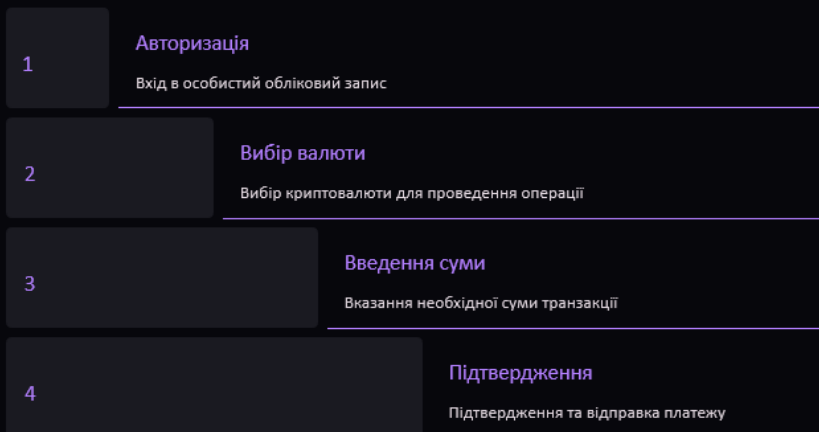 1
Авторизація
Вхід в особистий обліковий запис
2
Вибір валюти
Вибір криптовалюти для проведення операції
3
Введення суми
Вказання необхідної суми транзакції
4
Підтвердження
Підтвердження та відправка платежу